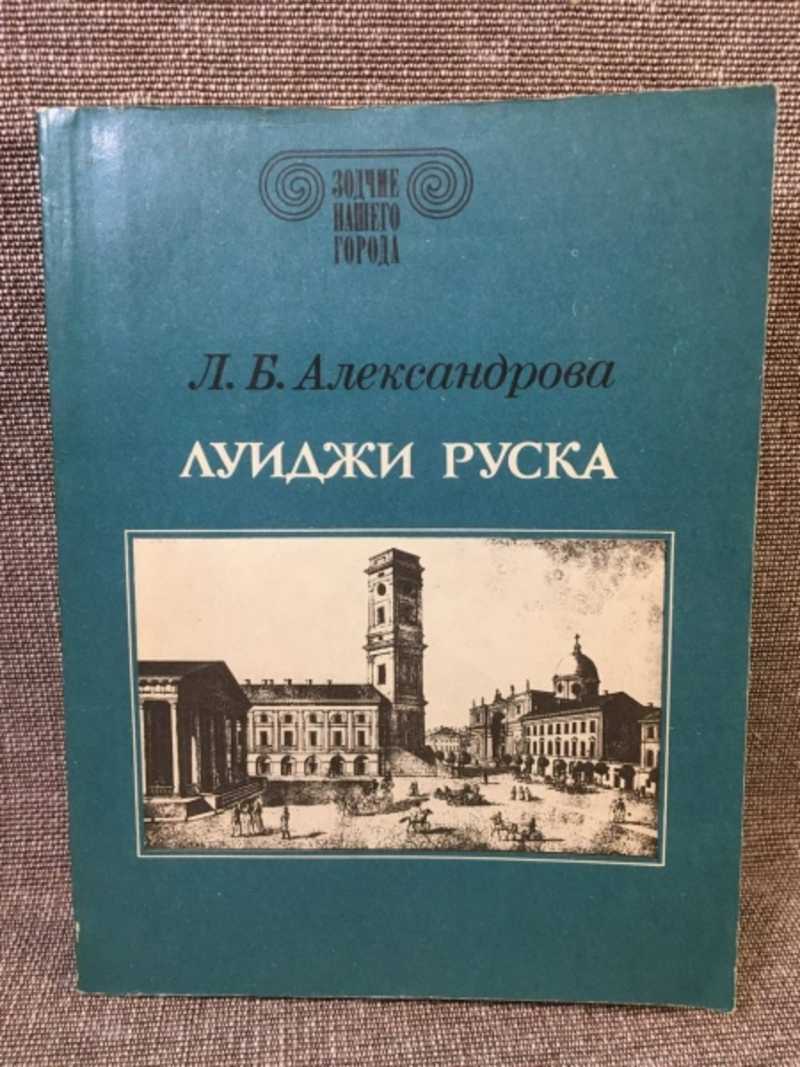 ЗОДЧИЕ
НАШЕГО
ГОРОДА
Л. Б. Александрова
ЛУИДЖИ РУСКА